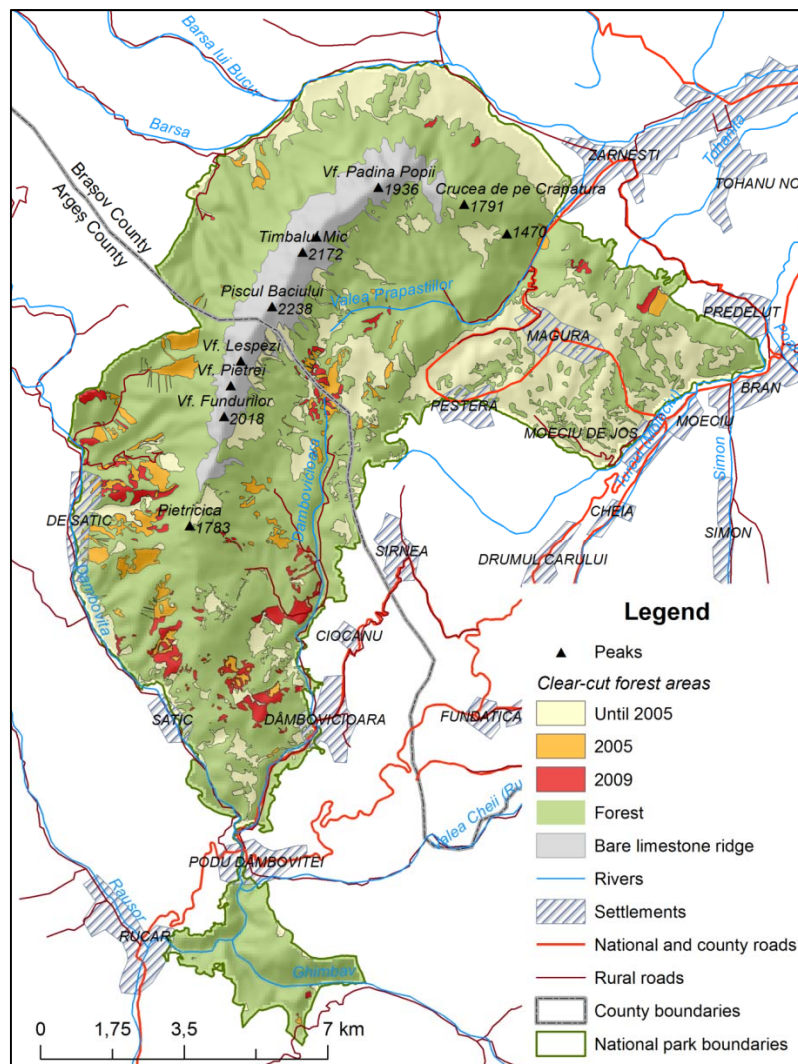 Barsa lui Bucur
Barsa
Brasov County
Argeș County
ZARNESTI
Tohanita
TOHANU NO
Vf. Padina Popii
1936
Crucea de pe Crapatura
1791
1470
Timbalul Mic
2172
Piscul Baciului
2238
Valea Prapastiilor
PREDELUT
MAGURA
Vf. Lespezi
Vf. Pietrei
Vf. Fundurilor
2018
BRAN
PESTERA
MOECIU
MOECIU DE JOS
Simon
Dambovicioara
Pietricica
1783
DE SATIC
Dambovita
CHEIA
SIRNEA
DRUMUL CARULUI
SIMON
CIOCANU
SATIC
DÂMBOVICIOARA
FUNDATICA
PODU DÂMBOVITEI
Rausor
RUCAR
Ghimbav
0 1,75 3,5 7 km
Legend
Peaks
Clear-cut forest areas
Until 2005
2005
2009
Forest
Bare limestone ridge
Rivers
Settlements
National and county roads
Rural roads
County boundaries
National park boundaries